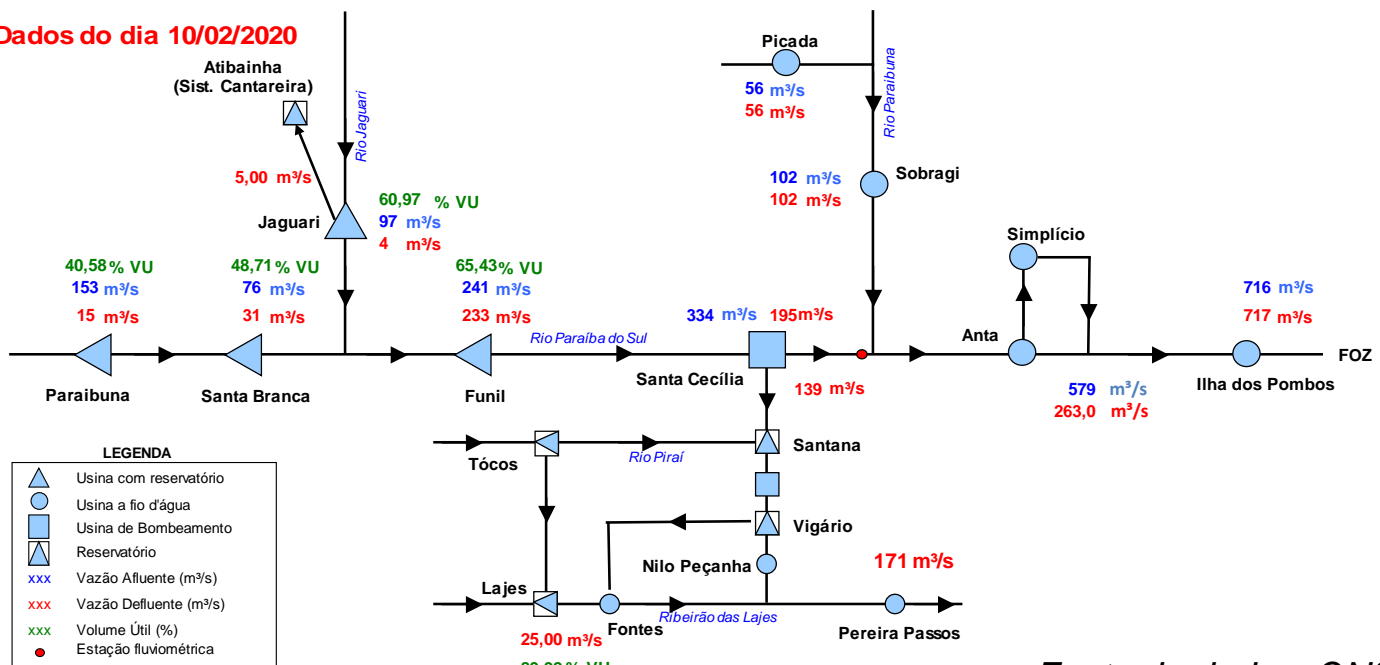 Dados do dia 10/02/2020
Atibainha
(Sist. Cantareira)
Rio Jaguari
5,00 m³/s
Jaguari
60,97 % VU
97 m³/s
4 m³/s
Picada
56 m³/s
56 m³/s
Rio Paraibuna
102 m³/s
102 m³/s
Sobragi
40,58 % VU
153 m³/s
15 m³/s
Paraibuna
48,71 % VU
76 m³/s
31 m³/s
Santa Branca
65,43 % VU
241 m³/s
233 m³/s
Funil
Rio Paraíba do Sul
334 m³/s 195 m³/s
Santa Cecília
139 m³/s
Simplício
Anta
579 m³/s
263,0 m³/s
716 m³/s
717 m³/s
Ilha dos Pombos
FOZ
Tócos
Rio Piraí
Santana
Vigário
Nilo Peçanha
171 m³/s
Lajes
Fontes
Ribeirão das Lajes
Pereira Passos
25,00 m³/s
LEGENDA
Usina com reservatório
Usina a fio d'água
Usina de Bombeamento
Reservatório
xxx Vazão Afluente (m³/s)
xxx Vazão Defluente (m³/s)
xxx Volume Útil (%)
Estação fluviométrica